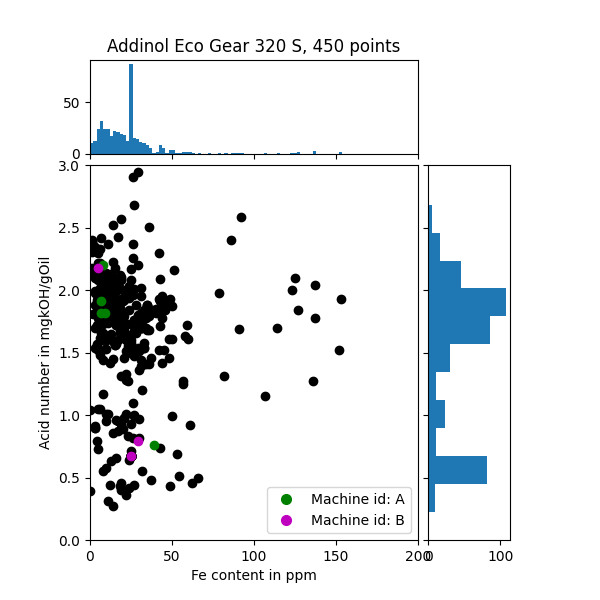 Addinol Eco Gear 320 S, 450 points
50
0
3.0
2.5
2.0
1.5
1.0
0.5
0.0
Acid number in mgkOH/gOil
Machine id: A
Machine id: B
0 50 100 150 200
0 100
Fe content in ppm